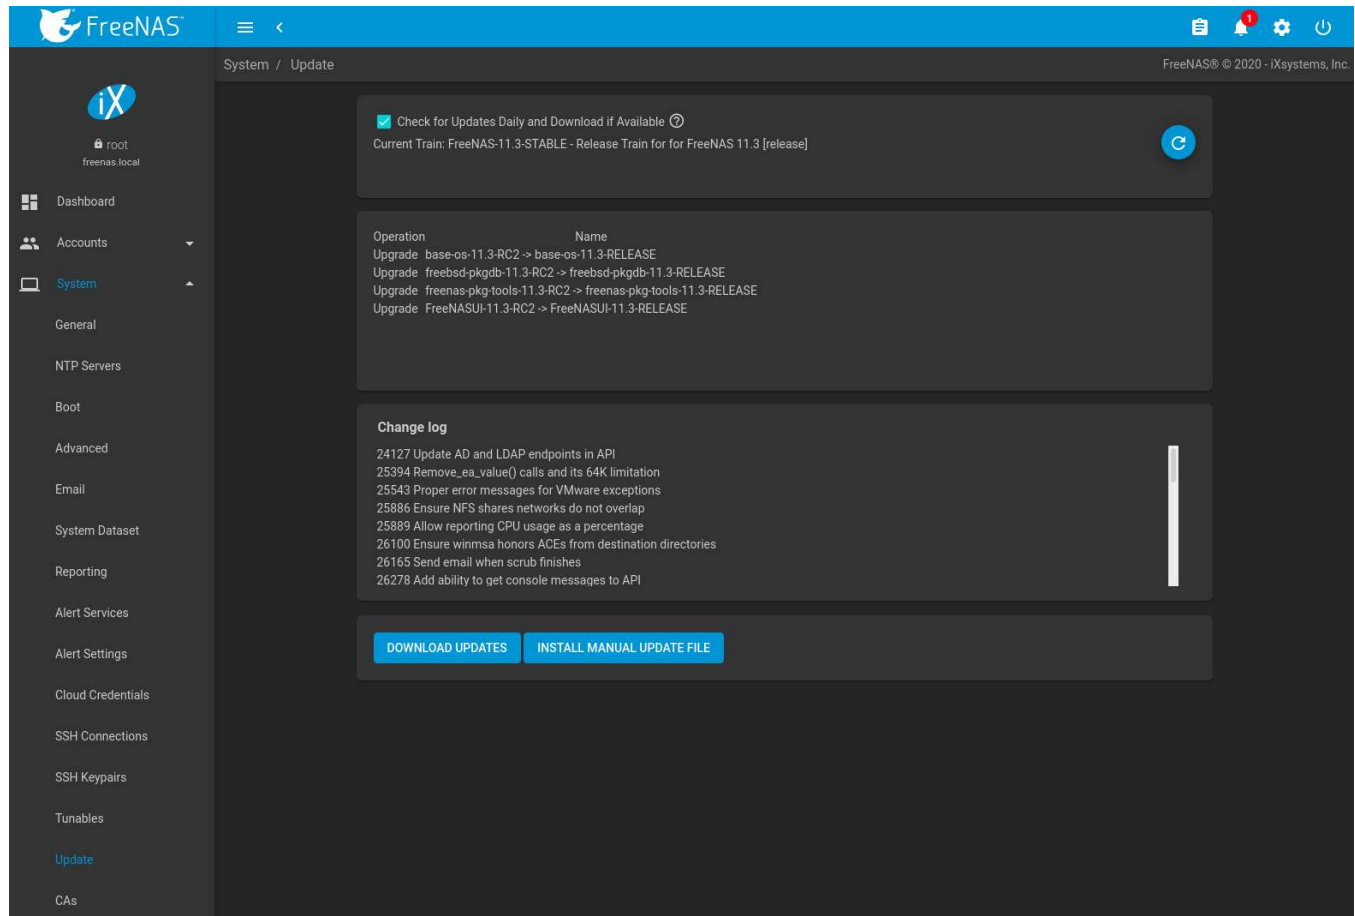 FreeNAS™
1
System / Update
FreeNAS® © 2020 - iXsystems, Inc.
iX
root
freenas.local
Dashboard
Accounts
System
General
NTP Servers
Boot
Advanced
Email
System Dataset
Reporting
Alert Services
Alert Settings
Cloud Credentials
SSH Connections
SSH Keypairs
Tunables
Update
CAs
Check for Updates Daily and Download if Available
Current Train: FreeNAS-11.3-STABLE - Release Train for for FreeNAS 11.3 [release]
Operation Name
Upgrade base-os-11.3-RC2 -> base-os-11.3-RELEASE
Upgrade freebsd-pkgdb-11.3-RC2 -> freebsd-pkgdb-11.3-RELEASE
Upgrade freenas-pkg-tools-11.3-RC2 -> freenas-pkg-tools-11.3-RELEASE
Upgrade FreeNASUI-11.3-RC2 -> FreeNASUI-11.3-RELEASE
Change log
24127 Update AD and LDAP endpoints in API
25394 Remove_ea_value() calls and its 64K limitation
25543 Proper error messages for VMware exceptions
25886 Ensure NFS shares networks do not overlap
25889 Allow reporting CPU usage as a percentage
26100 Ensure winmsa honors ACEs from destination directories
26165 Send email when scrub finishes
26278 Add ability to get console messages to API
DOWNLOAD UPDATES
INSTALL MANUAL UPDATE FILE